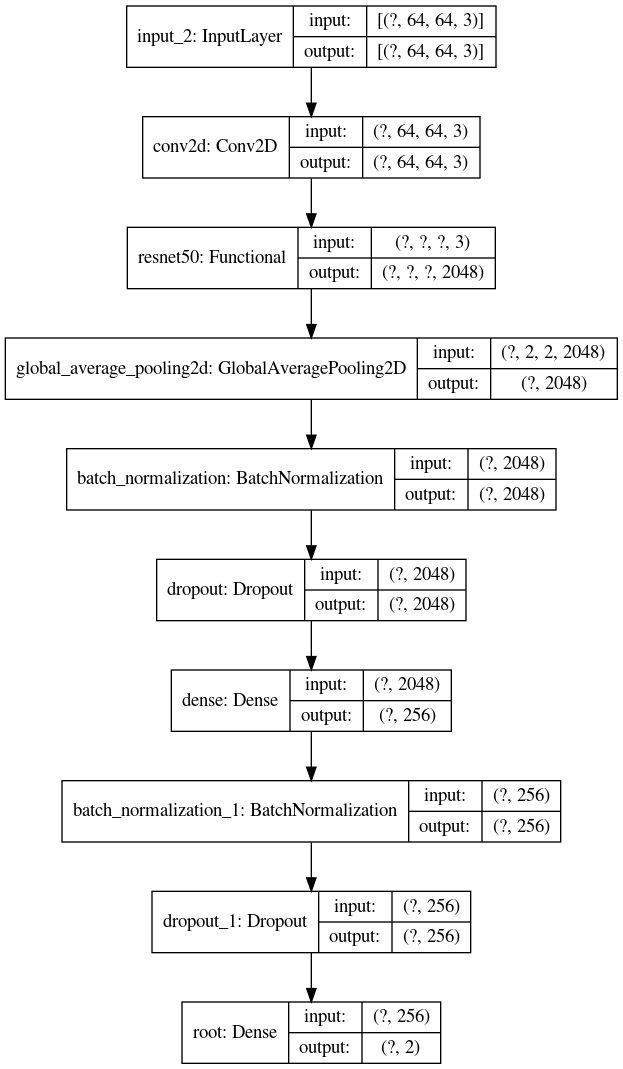 input_2: InputLayer
input:
[(?, 64, 64, 3)]
output:
[(?, 64, 64, 3)]
conv2d: Conv2D
input:
(?, 64, 64, 3)
output:
(?, 64, 64, 3)
resnet50: Functional
input:
(?, ?, ?, 3)
output:
(?, ?, ?, 2048)
global_average_pooling2d: GlobalAveragePooling2D
input:
(?, 2, 2, 2048)
output:
(?, 2048)
batch_normalization: BatchNormalization
input:
(?, 2048)
output:
(?, 2048)
dropout: Dropout
input:
(?, 2048)
output:
(?, 2048)
dense: Dense
input:
(?, 2048)
output:
(?, 256)
batch_normalization_1: BatchNormalization
input:
(?, 256)
output:
(?, 256)
dropout_1: Dropout
input:
(?, 256)
output:
(?, 256)
root: Dense
input:
(?, 256)
output:
(?, 2)